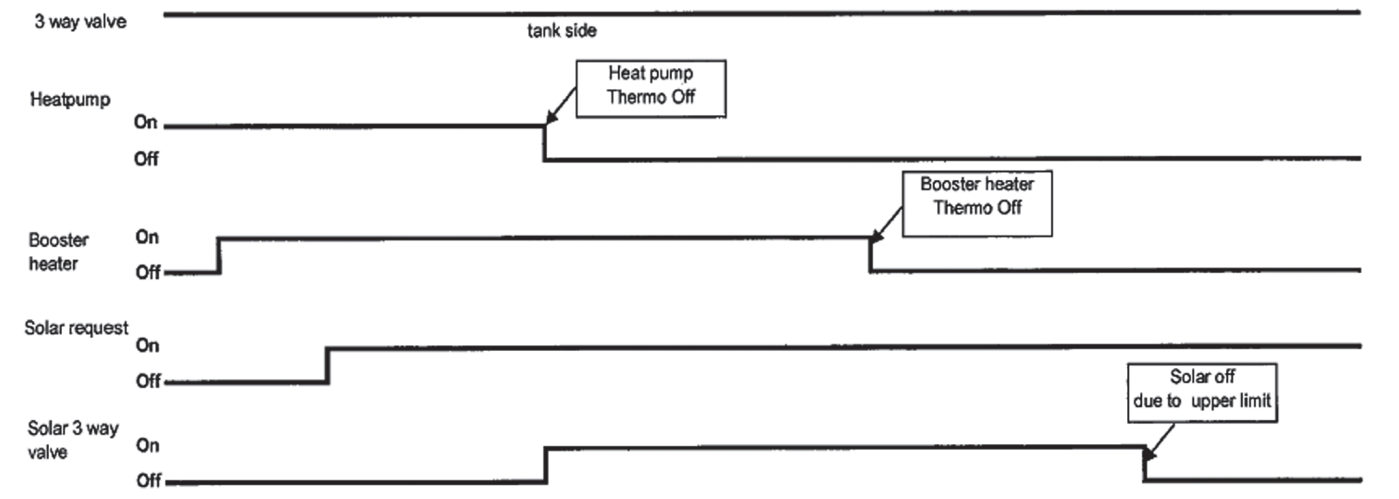 3 way valve
tank side
Heat pump
Thermo Off
Heatpump
On
Off
Booster heater
Thermo Off
Booster
heater
On
Off
Solar request
On
Off
Solar off
due to upper limit
Solar 3 way
valve
On
Off